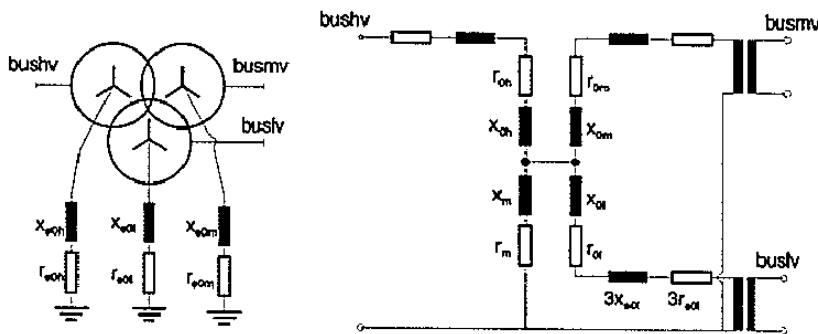 bushv
busmv
buslv
x_e0h
x_e0l
x_e0m
r_e0h
r_e0l
r_e0m
bushv
busmv
r_0h
r_0m
x_0h
x_0m
x_m
x_0l
r_m
r_0l
3x_e0l
3r_e0l
buslv